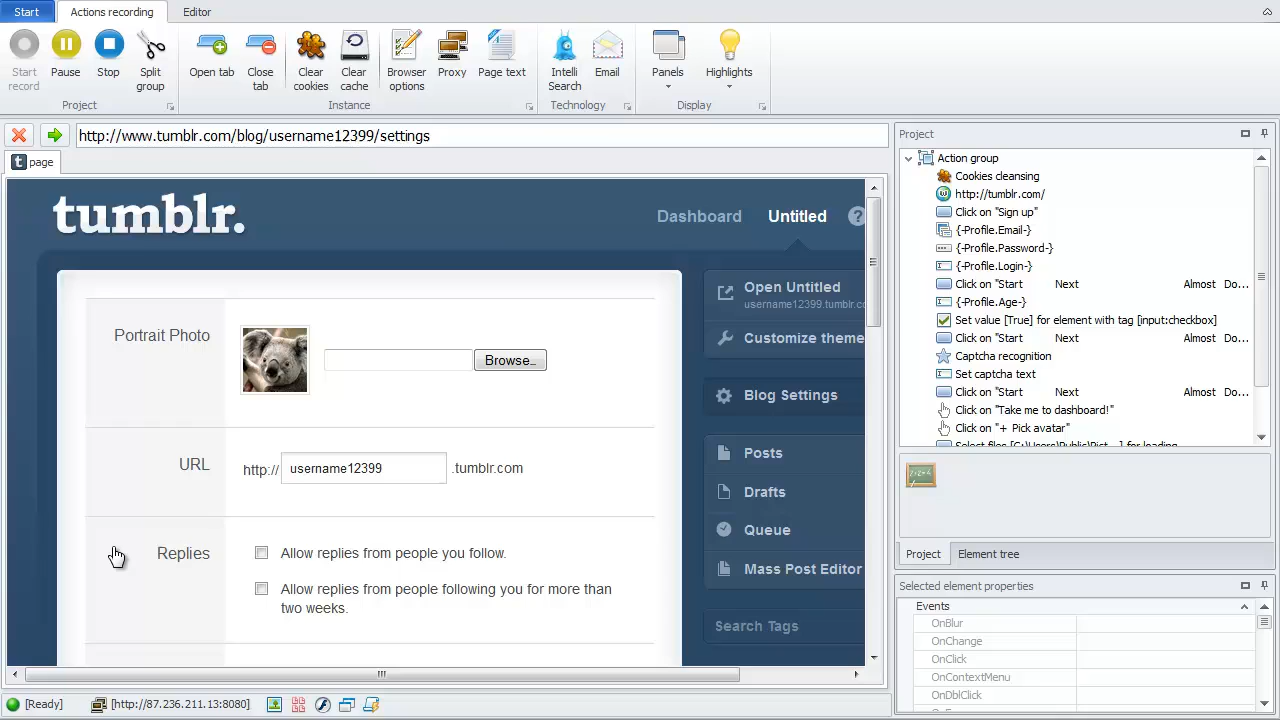 Start
Actions recording
Editor
Start record
Pause
Stop
Split group
Open tab
Close tab
Clear cookies
Clear cache
Browser options
Proxy
Page text
Intelli Search
Email
Panels
Highlights
Project
Instance
Technology
Display
http://www.tumblr.com/blog/username12399/settings
page
tumblr.
Dashboard
Untitled
?
Portrait Photo
Browse..
URL
http://
username12399
.tumblr.com
Replies
Allow replies from people you follow.
Allow replies from people following you for more than
two weeks.
Open Untitled
username12399.tumblr.co
Customize theme
Blog Settings
Posts
Drafts
Queue
Mass Post Editor
Search Tags
Project
Action group
Cookies cleansing
http://tumblr.com/
Click on "Sign up"
{-Profile.Email-}
{-Profile.Password-}
{-Profile.Login-}
Click on "Start Next Almost Do...
{-Profile.Age-}
Set value [True] for element with tag [input:checkbox]
Click on "Start Next Almost Do...
Captcha recognition
Set captcha text
Click on "Start Next Almost Do...
Click on "Take me to dashboard!"
Click on "+ Pick avatar"
Select files [C:\Users\Public\Pict...] for loading
Project
Element tree
Selected element properties
Events
OnBlur
OnChange
OnClick
OnContextMenu
OnDblClick
[Ready]
[http://87.236.211.13:8080]